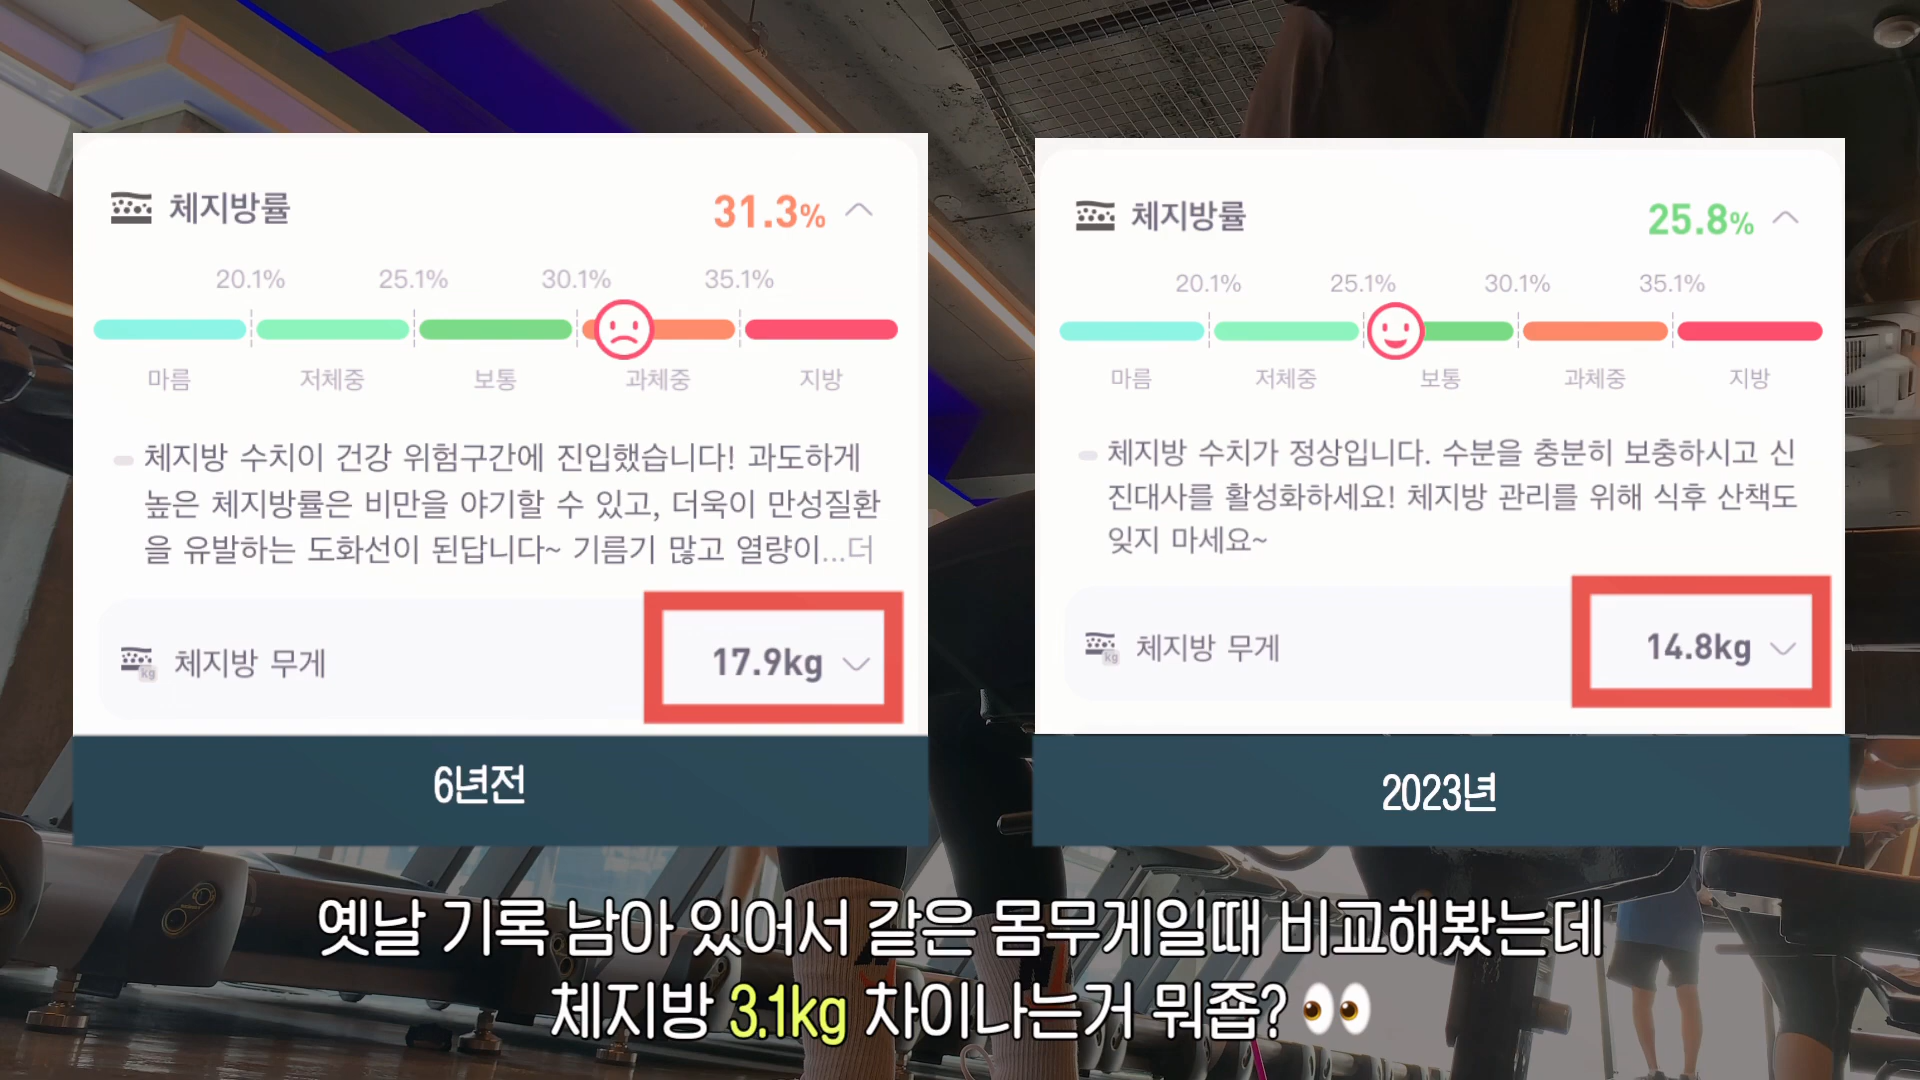 체지방률
31.3%
20.1% 25.1% 30.1% 35.1%
마름 저체중 보통 과체중 지방
체지방 수치이 건강 위험구간에 진입했습니다! 과도하게
높은 체지방률은 비만을 야기할 수 있고, 더욱이 만성질환
을 유발하는 도화선이 된답니다~ 기름기 많고 열량이...더
kg 체지방 무게
17.9kg
6년전
체지방률
25.8%
20.1% 25.1% 30.1% 35.1%
마름 저체중 보통 과체중 지방
체지방 수치가 정상입니다. 수분을 충분히 보충하시고 신
진대사를 활성화하세요! 체지방 관리를 위해 식후 산책도
잊지 마세요~
kg 체지방 무게
14.8kg
2023년
옛날 기록 남아 있어서 같은 몸무게일때 비교해봤는데
체지방 3.1kg 차이나는거 뭐죱? 👀